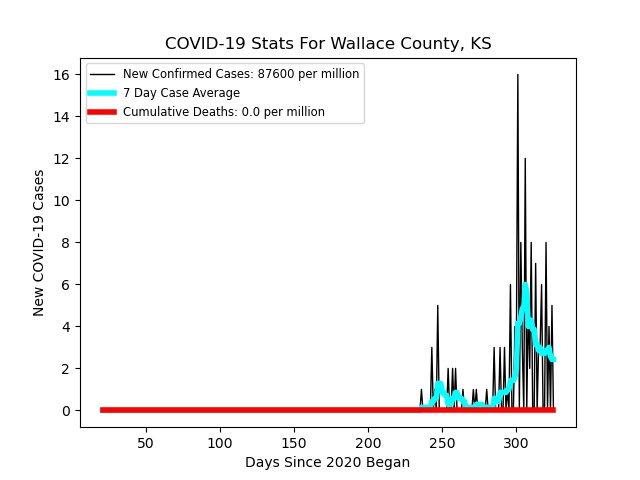 COVID-19 Stats For Wallace County, KS
New Confirmed Cases: 87600 per million
7 Day Case Average
Cumulative Deaths: 0.0 per million
New COVID-19 Cases
16
14
12
10
8
6
4
2
0
50 100 150 200 250 300
Days Since 2020 Began